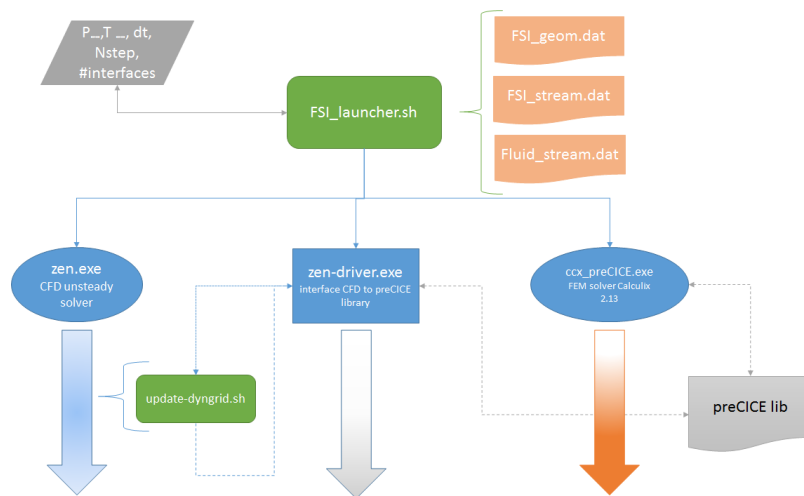 P_,T _, dt,
Nstep,
#interfaces
FSI_launcher.sh
FSI_geom.dat
FSI_stream.dat
Fluid_stream.dat
zen.exe
CFD unsteady
solver
zen-driver.exe
interface CFD to preCICE
library
ccx_preCICE.exe
FEM solver Calculix
2.13
update-dyngrid.sh
preCICE lib